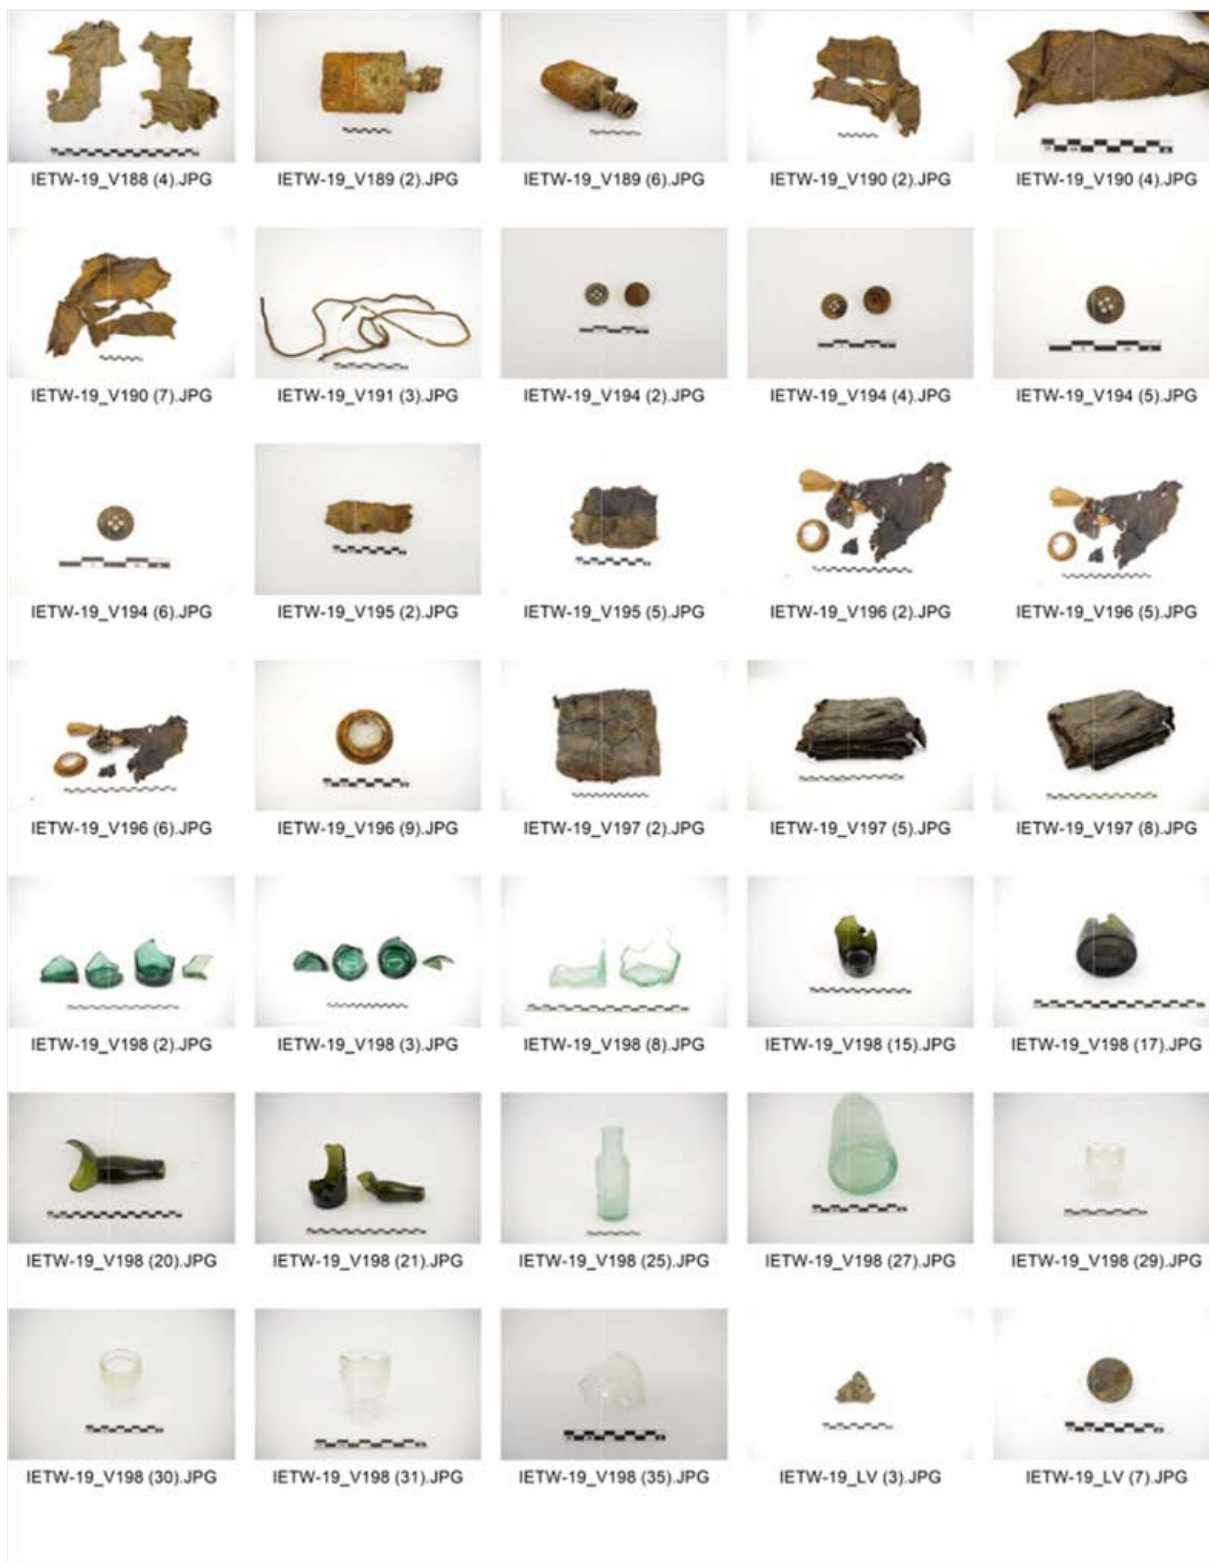 IETW-19_V188 (4).JPG IETW-19_V189 (2).JPG IETW-19_V189 (6).JPG IETW-19_V190 (2).JPG IETW-19_V190 (4).JPG
IETW-19_V190 (7).JPG IETW-19_V191 (3).JPG IETW-19_V194 (2).JPG IETW-19_V194 (4).JPG IETW-19_V194 (5).JPG
IETW-19_V194 (6).JPG IETW-19_V195 (2).JPG IETW-19_V195 (5).JPG IETW-19_V196 (2).JPG IETW-19_V196 (5).JPG
IETW-19_V196 (6).JPG IETW-19_V196 (9).JPG IETW-19_V197 (2).JPG IETW-19_V197 (5).JPG IETW-19_V197 (8).JPG
IETW-19_V198 (2).JPG IETW-19_V198 (3).JPG IETW-19_V198 (8).JPG IETW-19_V198 (15).JPG IETW-19_V198 (17).JPG
IETW-19_V198 (20).JPG IETW-19_V198 (21).JPG IETW-19_V198 (25).JPG IETW-19_V198 (27).JPG IETW-19_V198 (29).JPG
IETW-19_V198 (30).JPG IETW-19_V198 (31).JPG IETW-19_V198 (35).JPG IETW-19_LV (3).JPG IETW-19_LV (7).JPG